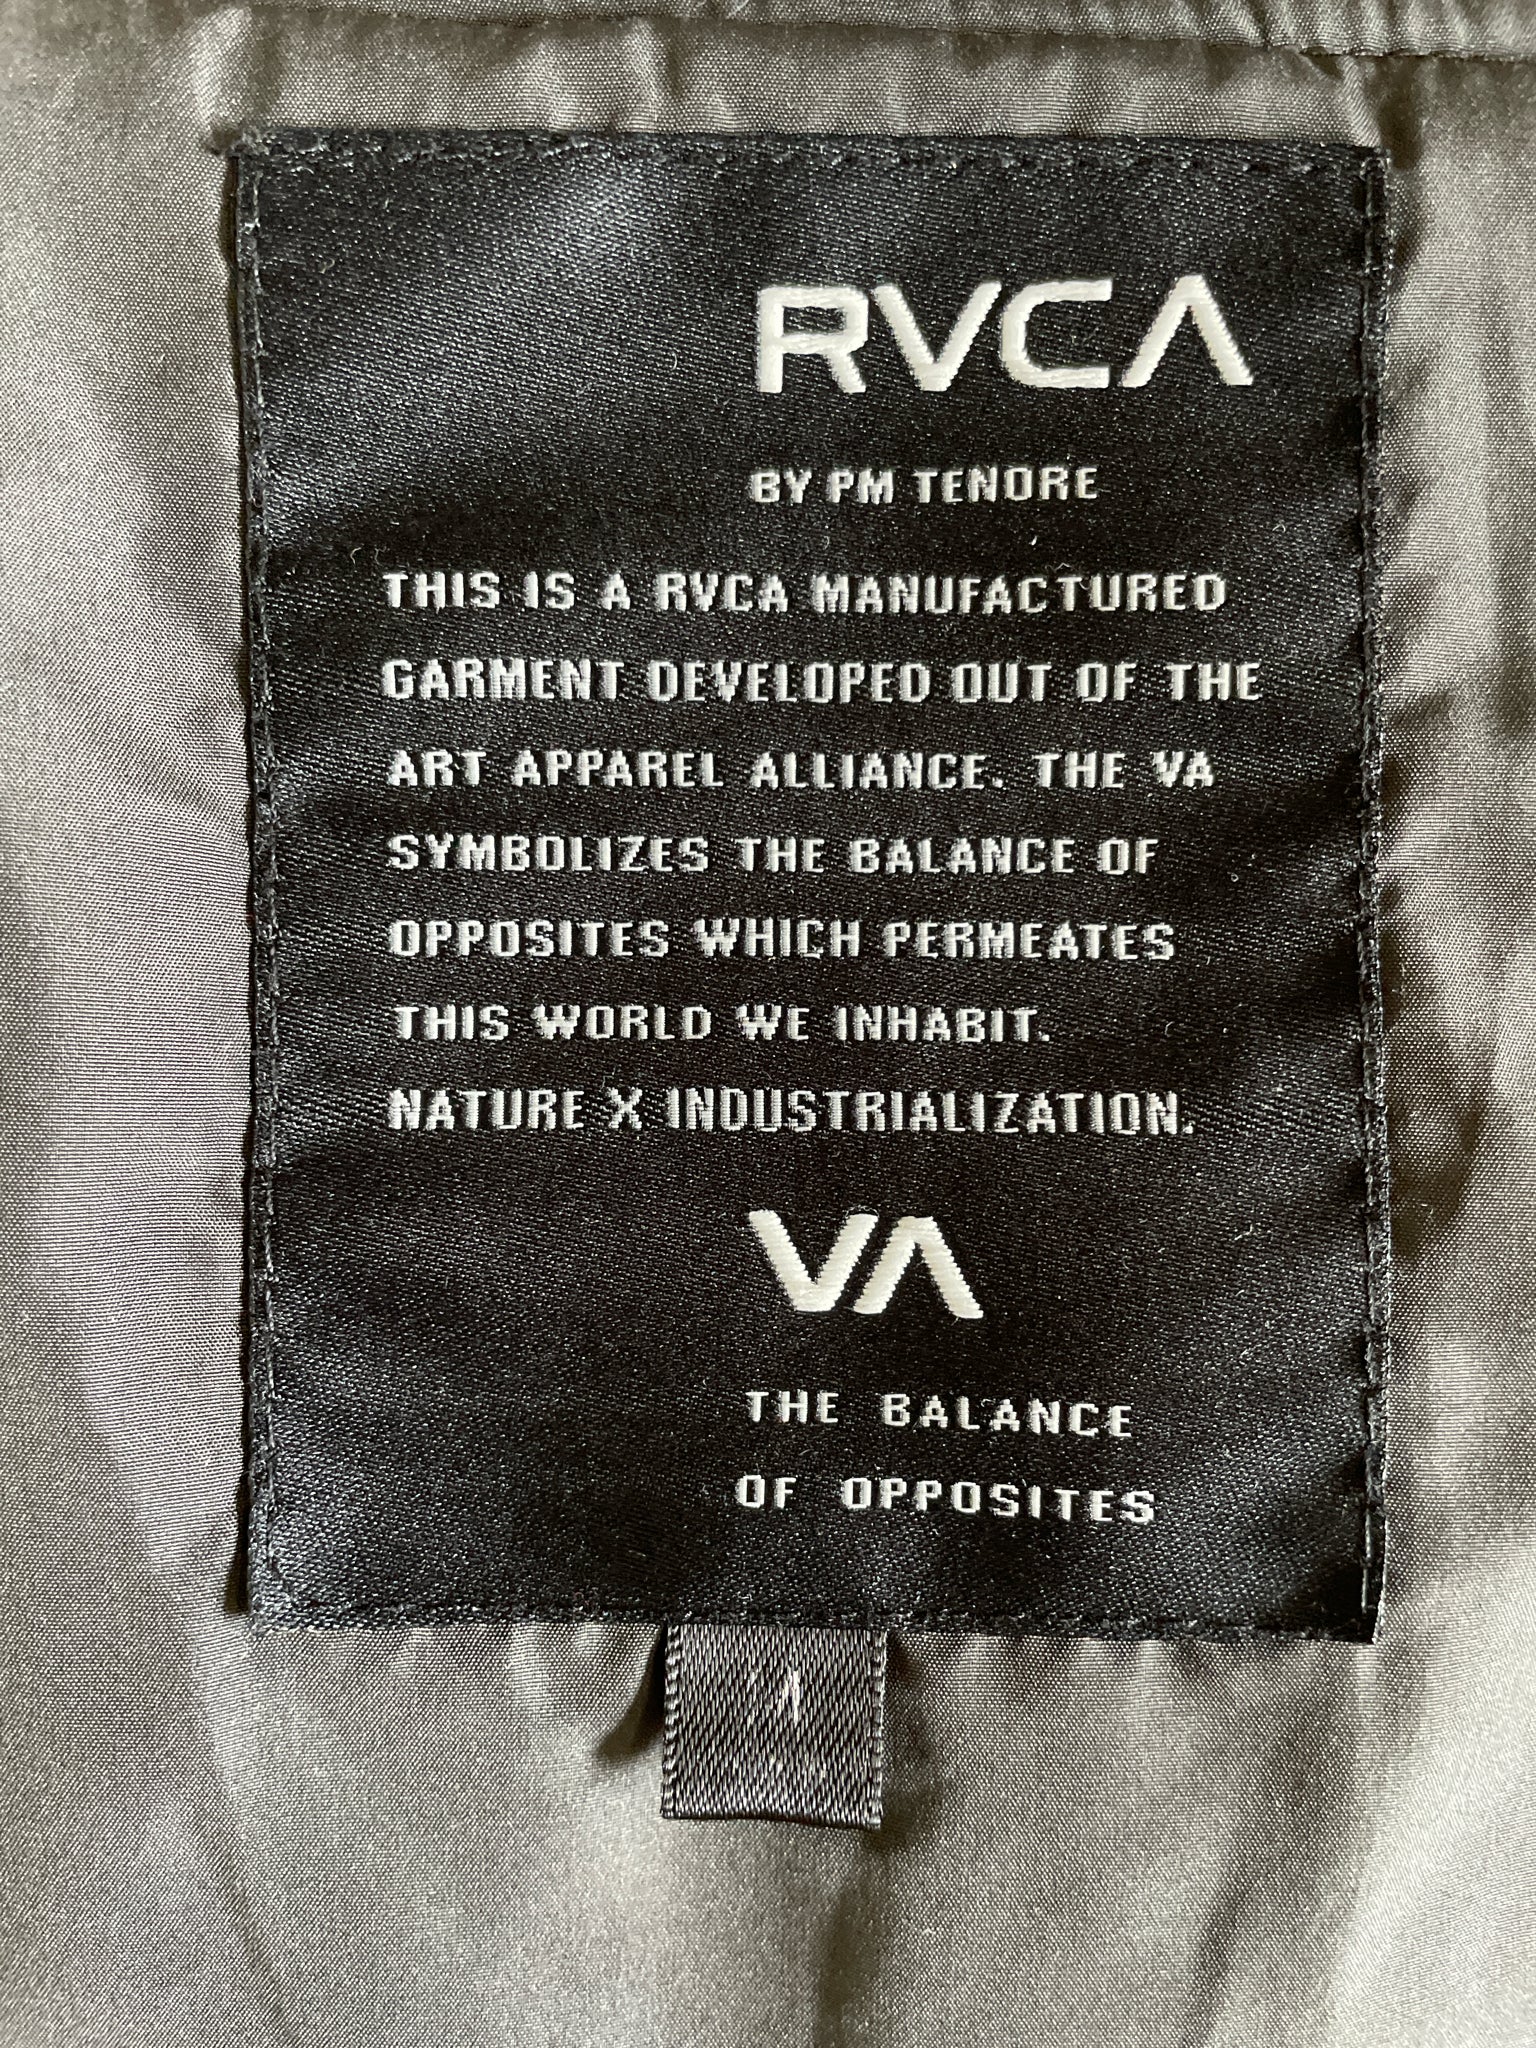 RVCA
BY PM TENORE
THIS IS A RVCA MANUFACTURED
GARMENT DEVELOPED OUT OF THE
ART APPAREL ALLIANCE. THE VA
SYMBOLIZES THE BALANCE OF
OPPOSITES WHICH PERMEATES
THIS WORLD WE INHABIT.
NATURE X INDUSTRIALIZATION.
VA
THE BALANCE
OF OPPOSITES